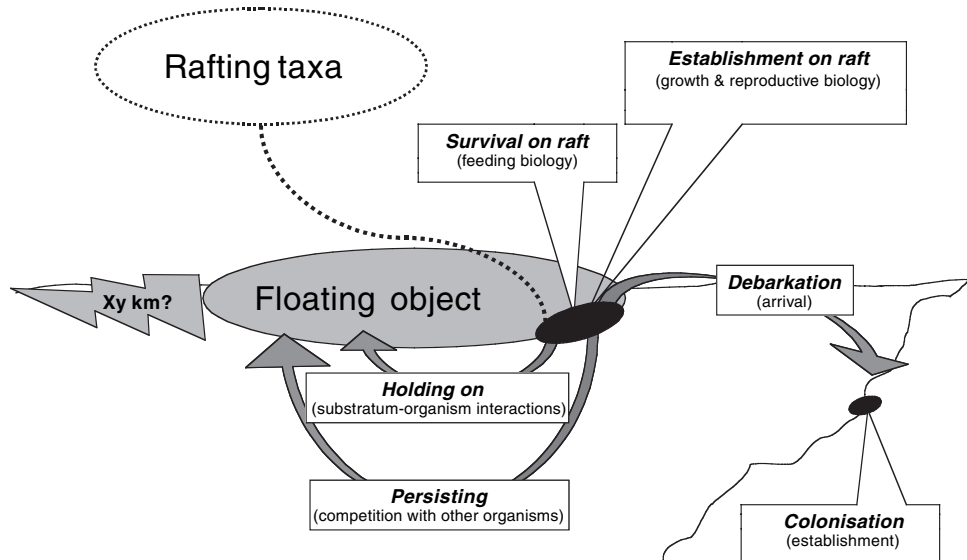 Rafting taxa
Establishment on raft
(growth & reproductive biology)
Survival on raft
(feeding biology)
Xy km?
Floating object
Debarkation
(arrival)
Holding on
(substratum-organism interactions)
Persisting
(competition with other organisms)
Colonisation
(establishment)